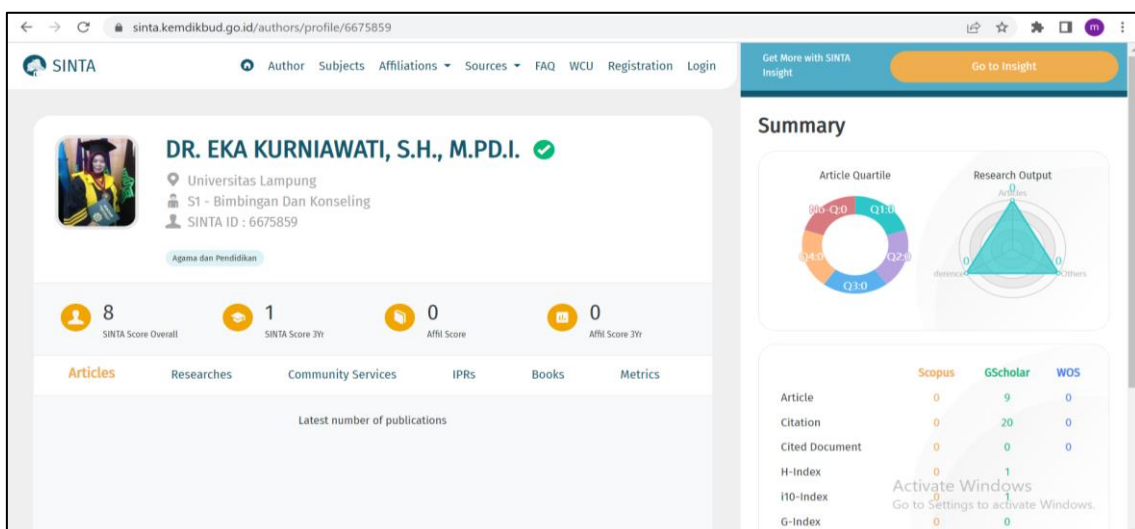 sinta.kemdikbud.go.id/authors/profile/6675859
m
SINTA
Author Subjects Affiliations Sources FAQ WCU Registration Login
Get More with SINTA
Insight
Go to Insight
DR. EKA KURNIAWATI, S.H., M.PD.I.
Universitas Lampung
S1 - Bimbingan Dan Konseling
SINTA ID : 6675859
Agama dan Pendidikan
8
SINTA Score Overall
1
SINTA Score 3Yr
0
Affil Score
0
Affil Score 3Yr
Articles Researches Community Services IPRs Books Metrics
Latest number of publications
Summary
Article Quartile
No-Q:0 Q1:0
Q4:0 Q2:0
Q3:0
Research Output
Articles
0
0 0
Others
Scopus GScholar WOS
Article 0 9 0
Citation 0 20 0
Cited Document 0 0 0
H-Index 0 1
i10-Index 0 1
G-Index 0 0
Activate Windows
Go to Settings to activate Windows.